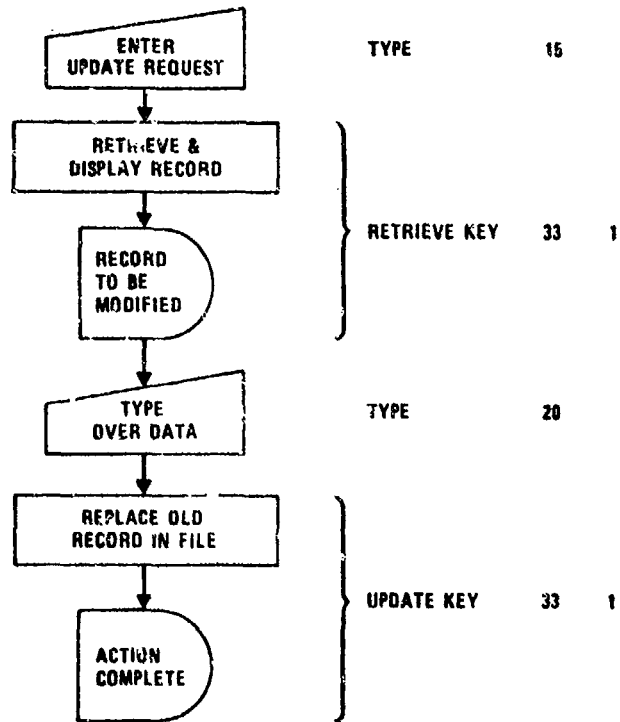 ENTER
UPDATE REQUEST
TYPE 15
RETRIEVE &
DISPLAY RECORD
RETRIEVE KEY 33 1
RECORD
TO BE
MODIFIED
TYPE
OVER DATA
TYPE 20
REPLACE OLD
RECORD IN FILE
UPDATE KEY 33 1
ACTION
COMPLETE